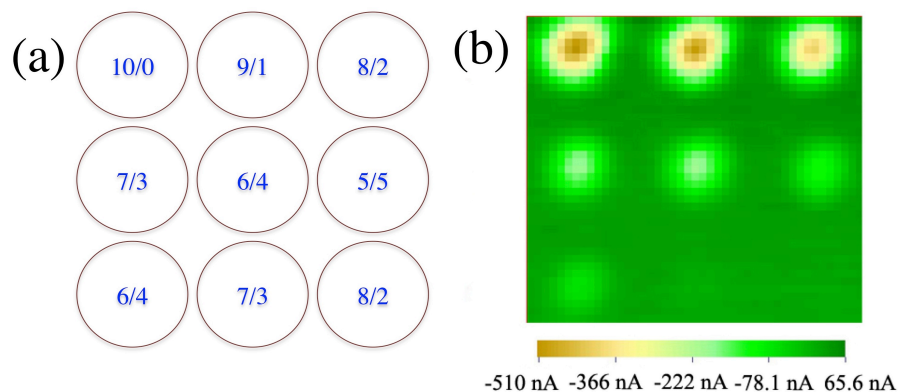 (a)
10/0 9/1 8/2
7/3 6/4 5/5
6/4 7/3 8/2
(b)
-510 nA -366 nA -222 nA -78.1 nA 65.6 nA